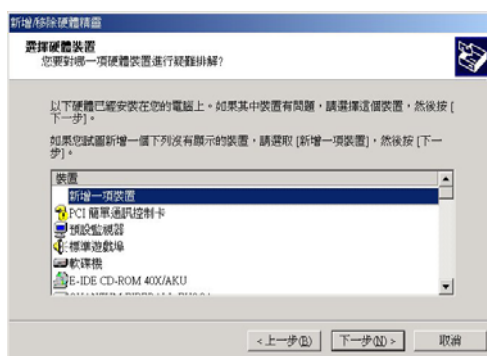 新增/移除硬體精靈
選擇硬體裝置
您要對哪一項硬體裝置進行疑難排解?
以下硬體已經安裝在您的電腦上。如果其中裝置有問題，請選擇這個裝置，然後按 [
下一步]。
如果您試圖新增一個下列沒有顯示的裝置，請選取 [新增一項裝置]，然後按 [下一
步]。
裝置
新增一項裝置
PCI 簡單通訊控制卡
預設監視器
標準遊戲埠
軟碟機
E-IDE CD-ROM 40X/AKU
<上一步(B)
下一步(N)>
取消